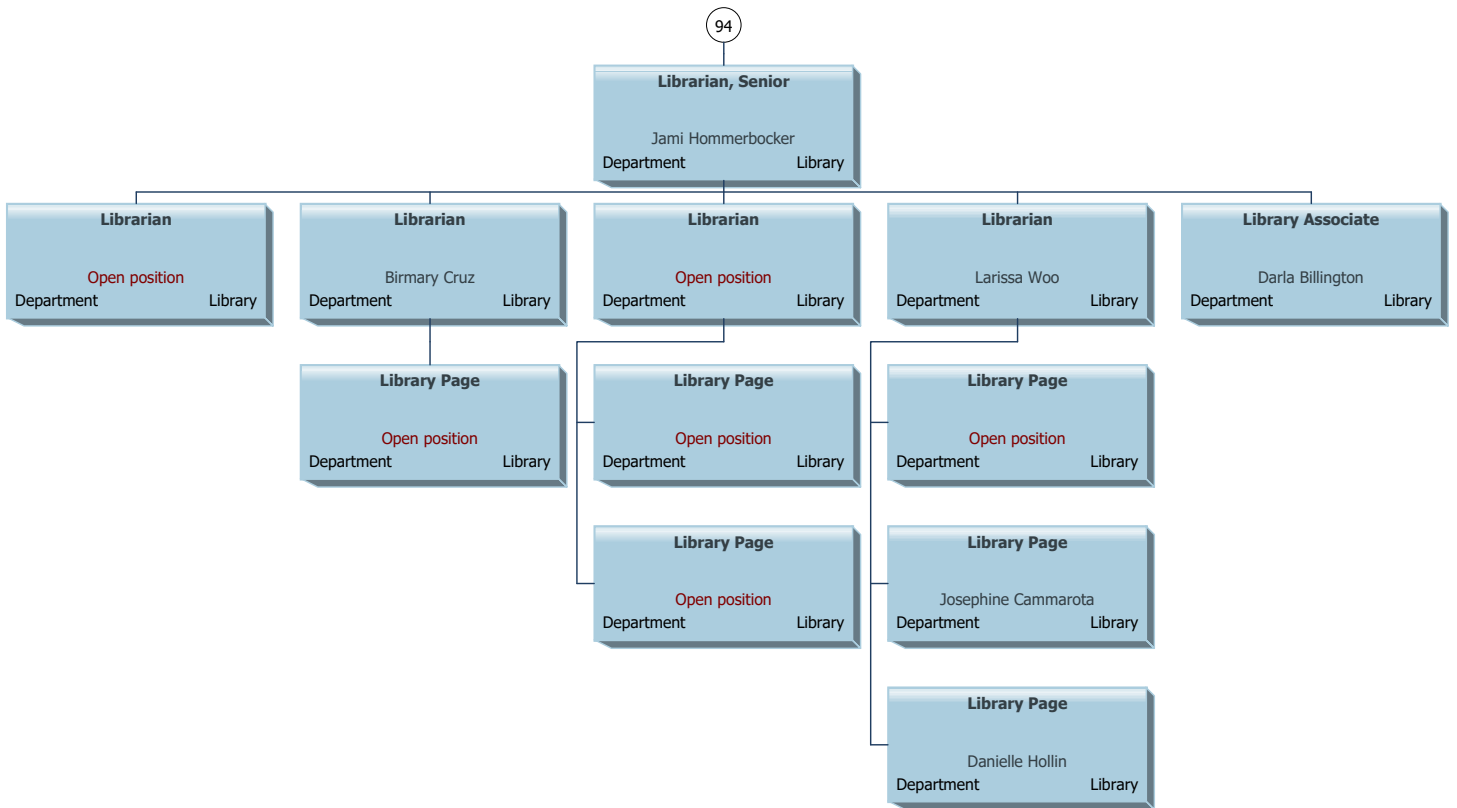 94
Librarian, Senior
Jami Hommerbocker
Department Library
Librarian
Open position
Department Library
Librarian
Birmary Cruz
Department Library
Librarian
Open position
Department Library
Librarian
Larissa Woo
Department Library
Library Associate
Darla Billington
Department Library
Library Page
Open position
Department Library
Library Page
Open position
Department Library
Library Page
Open position
Department Library
Library Page
Open position
Department Library
Library Page
Josephine Cammarota
Department Library
Library Page
Danielle Hollin
Department Library